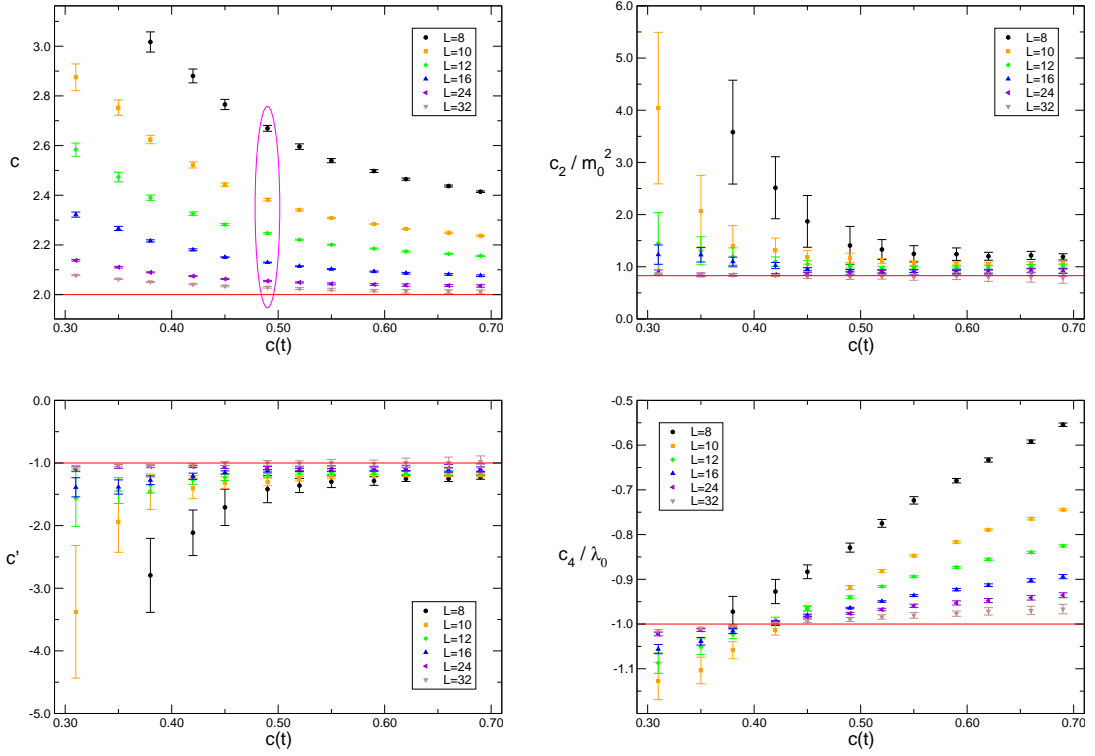 3.0
2.8
2.6
2.4
2.2
2.0
c
L=8
L=10
L=12
L=16
L=24
L=32
0.30 0.40 0.50 0.60 0.70
c(t)
6.0
5.0
4.0
3.0
2.0
1.0
0.0
c2 / m0^2
L=8
L=10
L=12
L=16
L=24
L=32
0.30 0.40 0.50 0.60 0.70
c(t)
0.0
-1.0
-2.0
-3.0
-4.0
-5.0
c'
L=8
L=10
L=12
L=16
L=24
L=32
0.30 0.40 0.50 0.60 0.70
c(t)
-0.5
-0.6
-0.7
-0.8
-0.9
-1.0
-1.1
c4 / λ0
L=8
L=10
L=12
L=16
L=24
L=32
0.30 0.40 0.50 0.60 0.70
c(t)